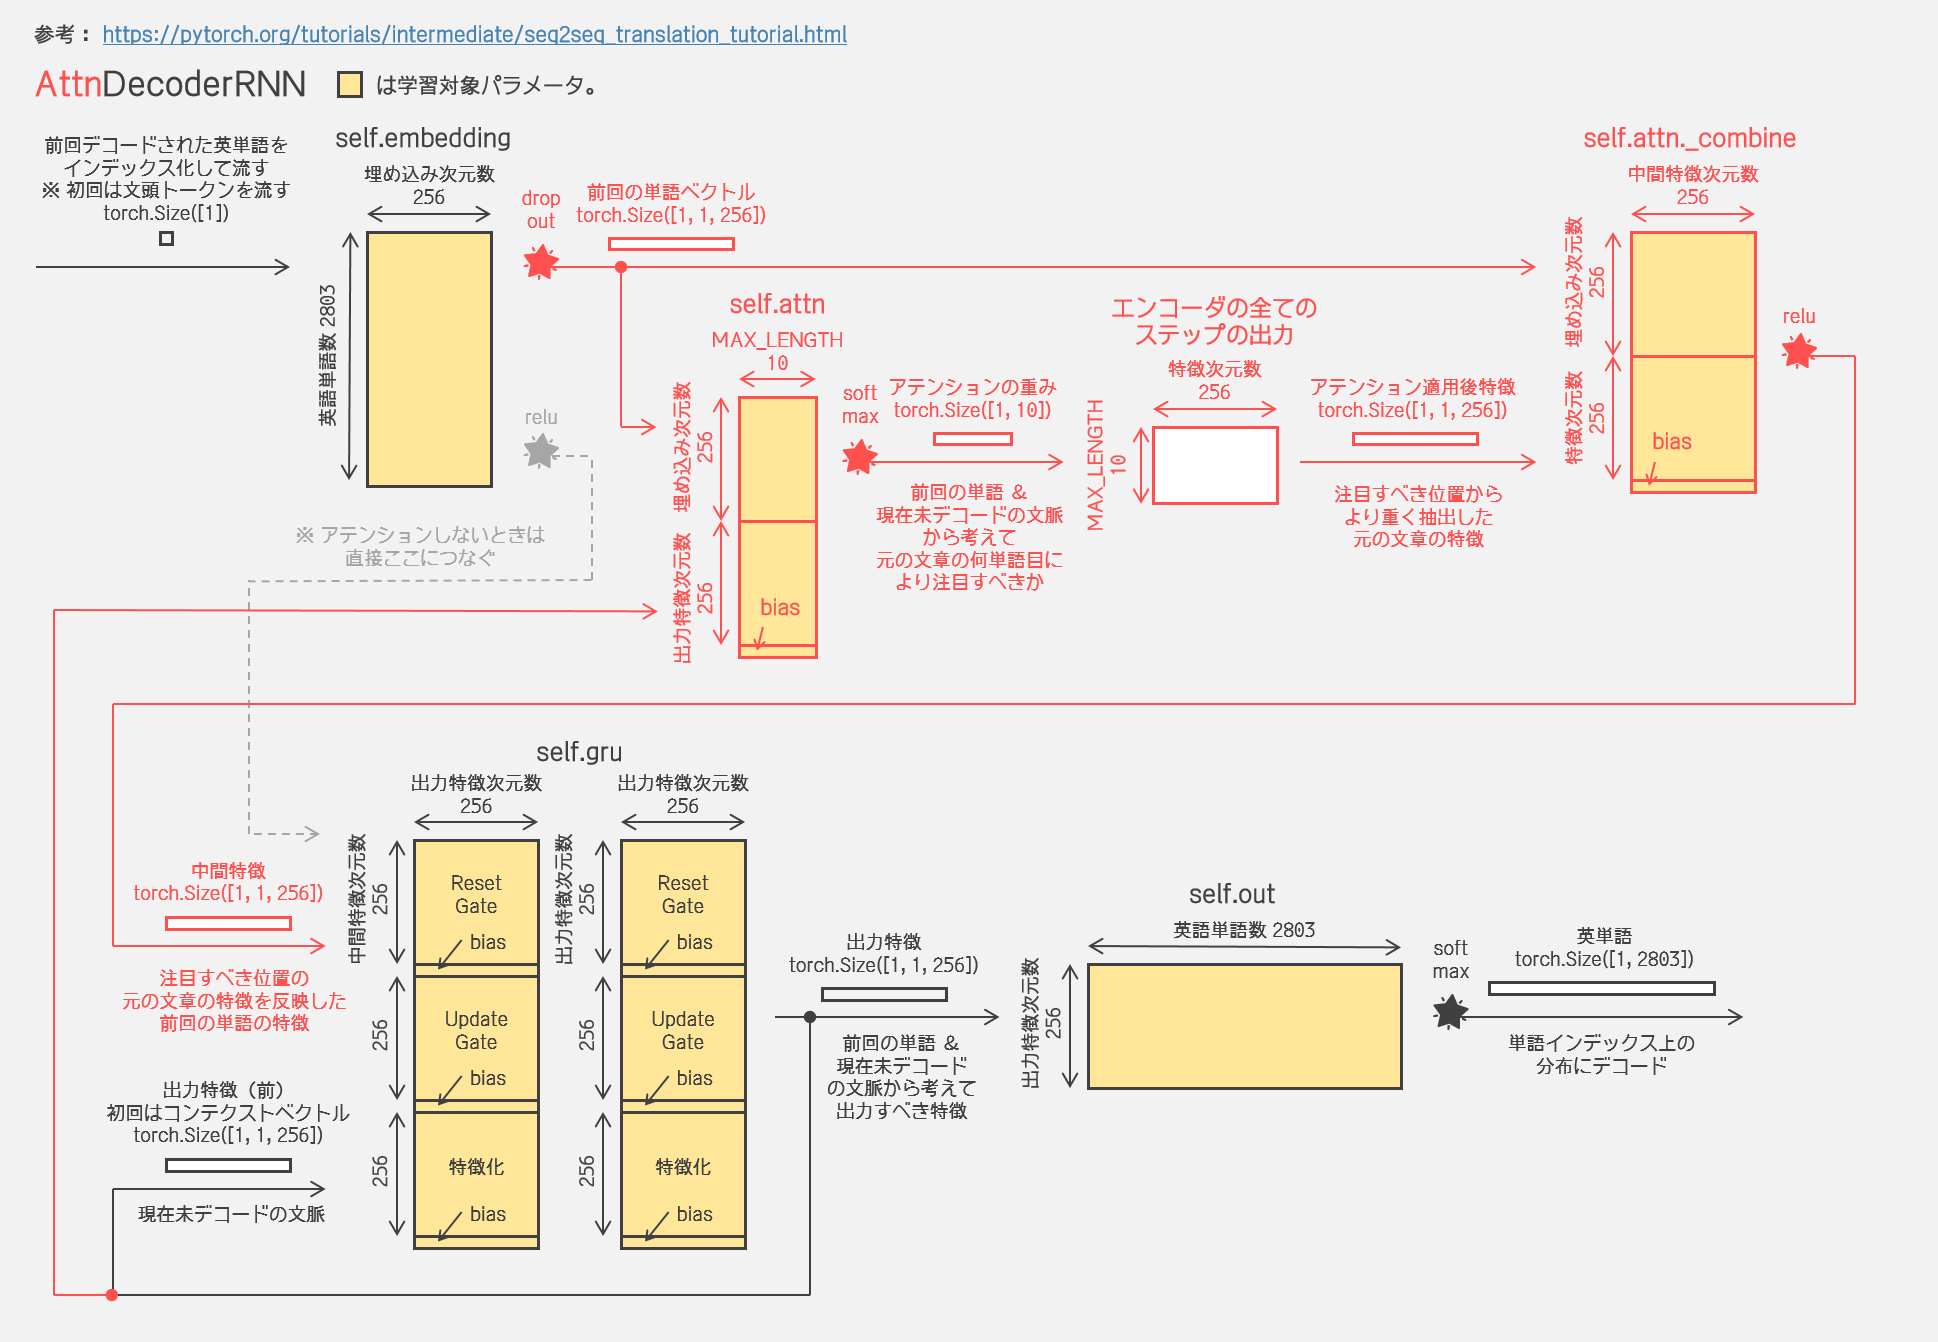 参考： https://pytorch.org/tutorials/intermediate/seq2seq_translation_tutorial.html
AttnDecoderRNN
は学習対象パラメータ。
前回デコードされた英単語を
インデックス化して流す
※ 初回は文頭トークンを流す
torch.Size([1])
self.embedding
埋め込み次元数
256
英語単語数 2803
drop
out
前回の単語ベクトル
torch.Size([1, 1, 256])
relu
※ アテンションしないときは
直接ここにつなぐ
self.attn
MAX_LENGTH
10
埋め込み次元数
256
出力特徴次元数
256
bias
soft
max
アテンションの重み
torch.Size([1, 10])
前回の単語 ＆
現在未デコードの文脈
から考えて
元の文章の何単語目に
より注目すべきか
エンコーダの全ての
ステップの出力
特徴次元数
256
MAX_LENGTH
10
アテンション適用後特徴
torch.Size([1, 1, 256])
注目すべき位置から
より重く抽出した
元の文章の特徴
self.attn._combine
中間特徴次元数
256
埋め込み次元数
256
特徴次元数
256
bias
relu
中間特徴
torch.Size([1, 1, 256])
注目すべき位置の
元の文章の特徴を反映した
前回の単語の特徴
出力特徴（前）
初回はコンテクストベクトル
torch.Size([1, 1, 256])
現在未デコードの文脈
self.gru
出力特徴次元数
256
中間特徴次元数
256
Reset
Gate
bias
256
Update
Gate
bias
256
特徴化
bias
出力特徴次元数
256
出力特徴次元数
256
Reset
Gate
bias
256
Update
Gate
bias
256
特徴化
bias
出力特徴
torch.Size([1, 1, 256])
前回の単語 ＆
現在未デコード
の文脈から考えて
出力すべき特徴
self.out
英語単語数 2803
出力特徴次元数
256
soft
max
英単語
torch.Size([1, 2803])
単語インデックス上の
分布にデコード